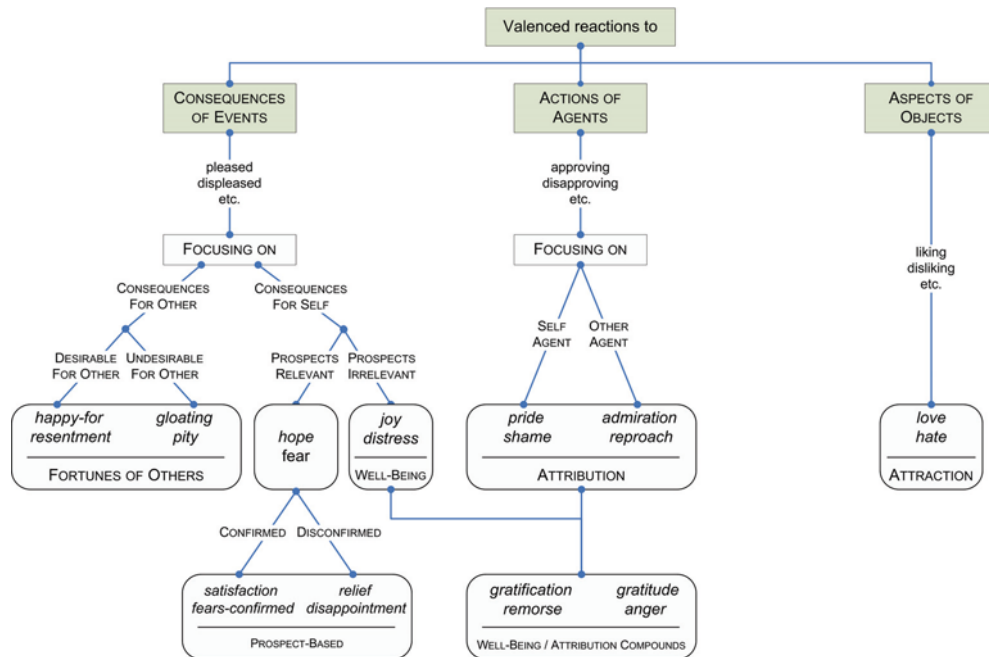 Valenced reactions to
CONSEQUENCES
OF EVENTS
ACTIONS OF
AGENTS
ASPECTS OF
OBJECTS
pleased
displeased
etc.
approving
disapproving
etc.
liking
disliking
etc.
FOCUSING ON
FOCUSING ON
CONSEQUENCES
FOR OTHER
CONSEQUENCES
FOR SELF
SELF
AGENT
OTHER
AGENT
DESIRABLE
FOR OTHER
UNDESIRABLE
FOR OTHER
PROSPECTS
RELEVANT
PROSPECTS
IRRELEVANT
happy-for
resentment
gloating
pity
FORTUNES OF OTHERS
hope
fear
joy
distress
WELL-BEING
pride
shame
admiration
reproach
ATTRIBUTION
love
hate
ATTRACTION
CONFIRMED
DISCONFIRMED
satisfaction
fears-confirmed
relief
disappointment
PROSPECT-BASED
gratification
remorse
gratitude
anger
WELL-BEING / ATTRIBUTION COMPOUNDS